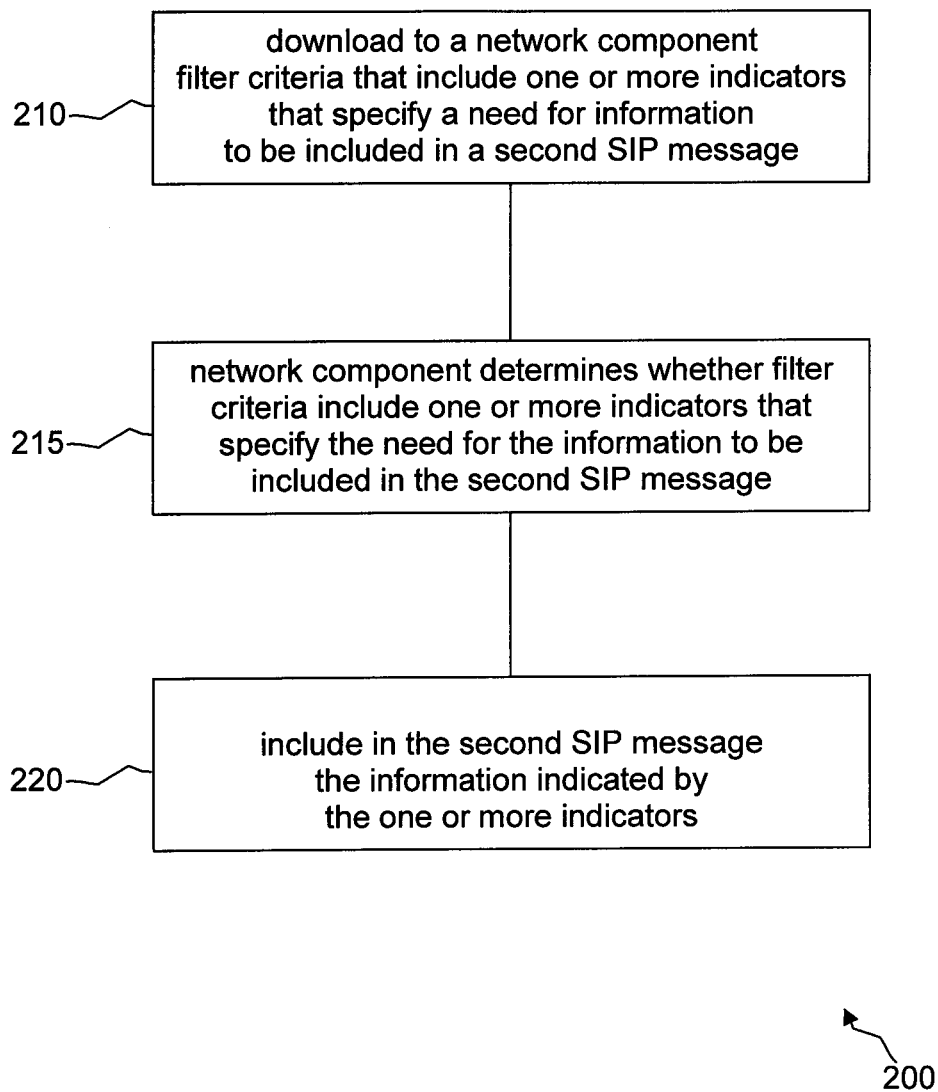 download to a network component
filter criteria that include one or more indicators
that specify a need for information
to be included in a second SIP message
210
network component determines whether filter
criteria include one or more indicators that
specify the need for the information to be
included in the second SIP message
215
include in the second SIP message
the information indicated by
the one or more indicators
220
200